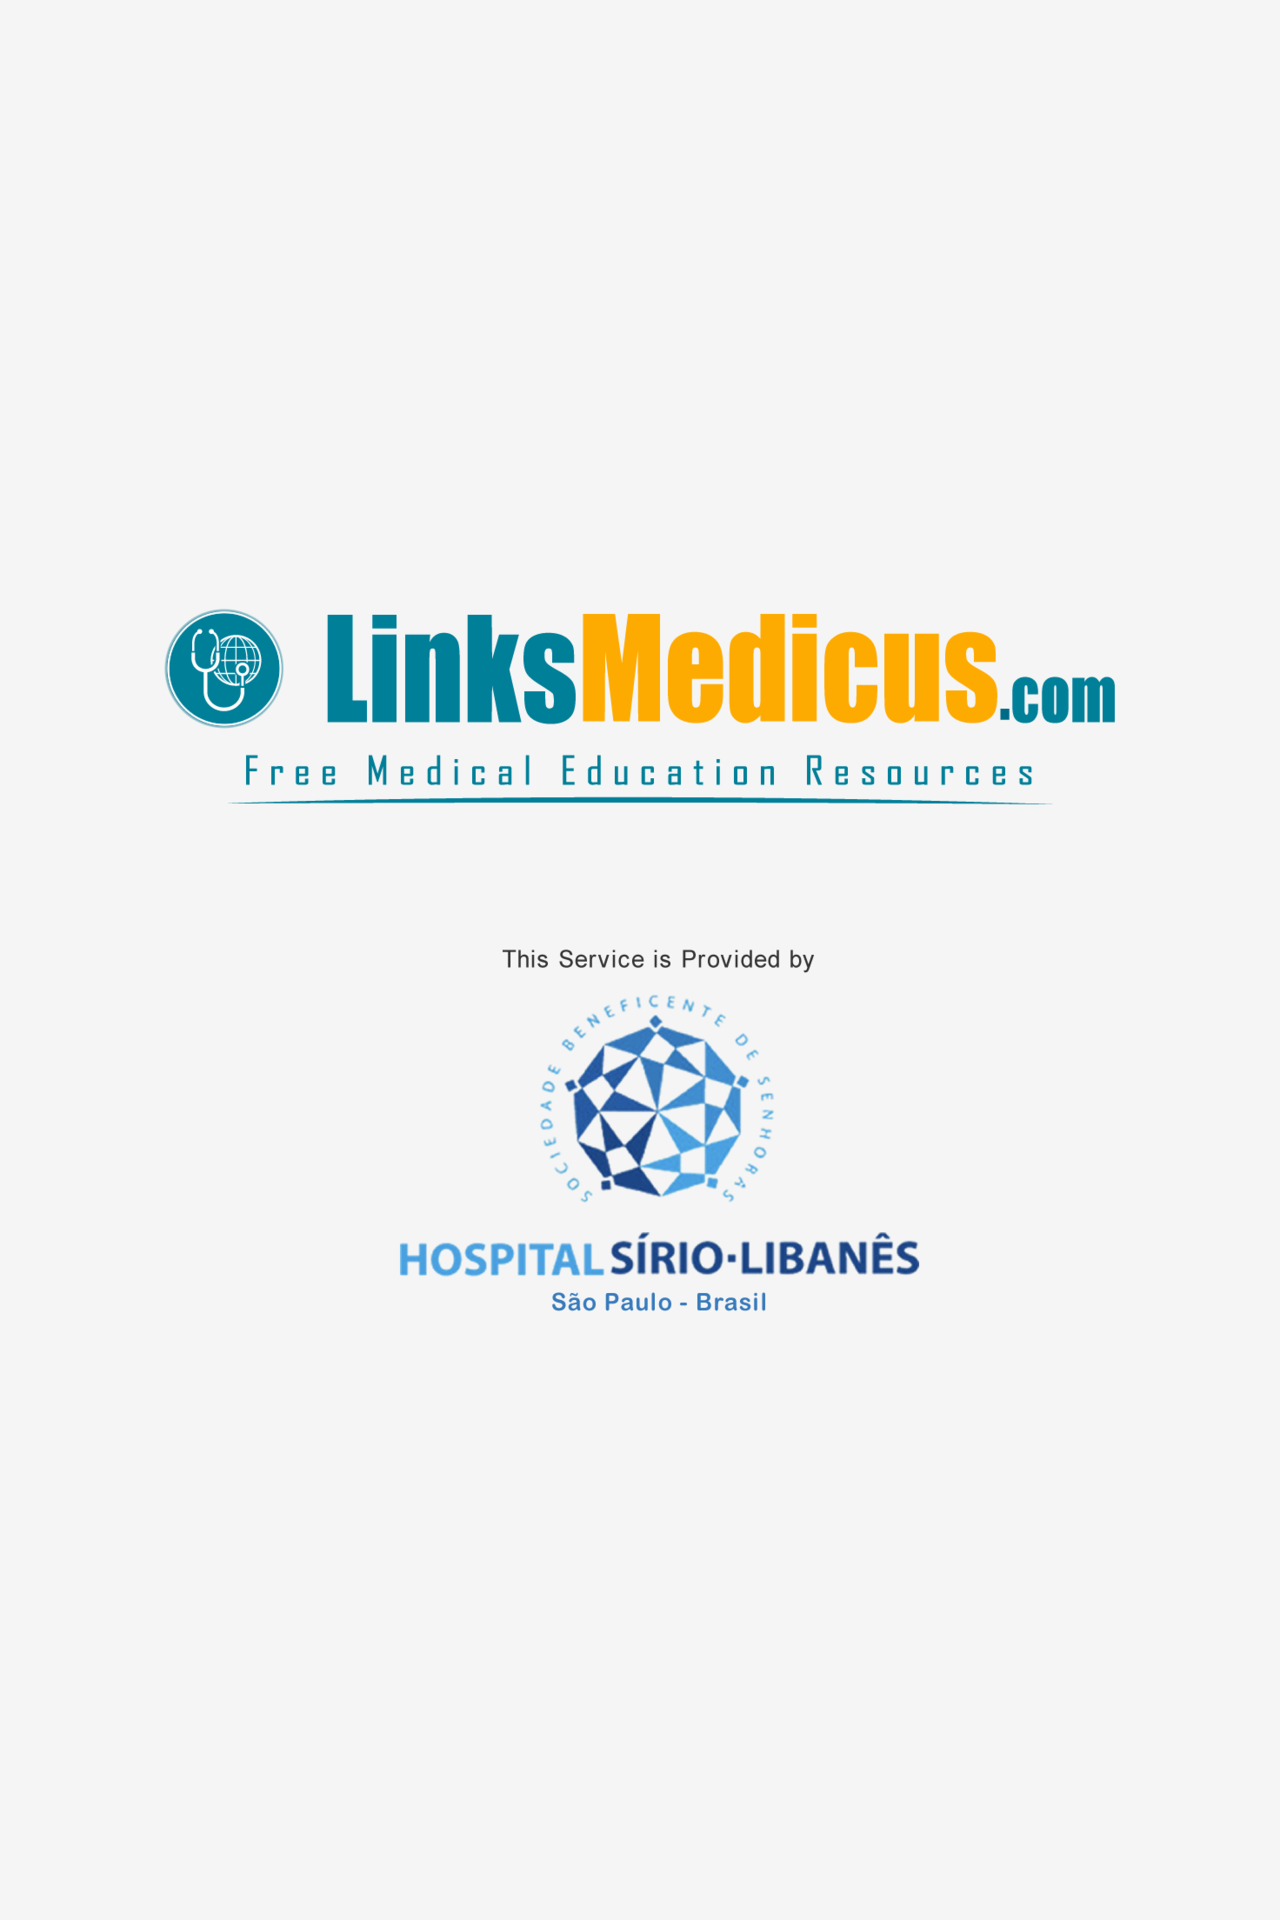 LinksMedicus.com
Free Medical Education Resources
This Service is Provided by
SOCIEDADE BENEFICENTE DE SENHORAS
HOSPITAL SÍRIO·LIBANÊS
São Paulo - Brasil